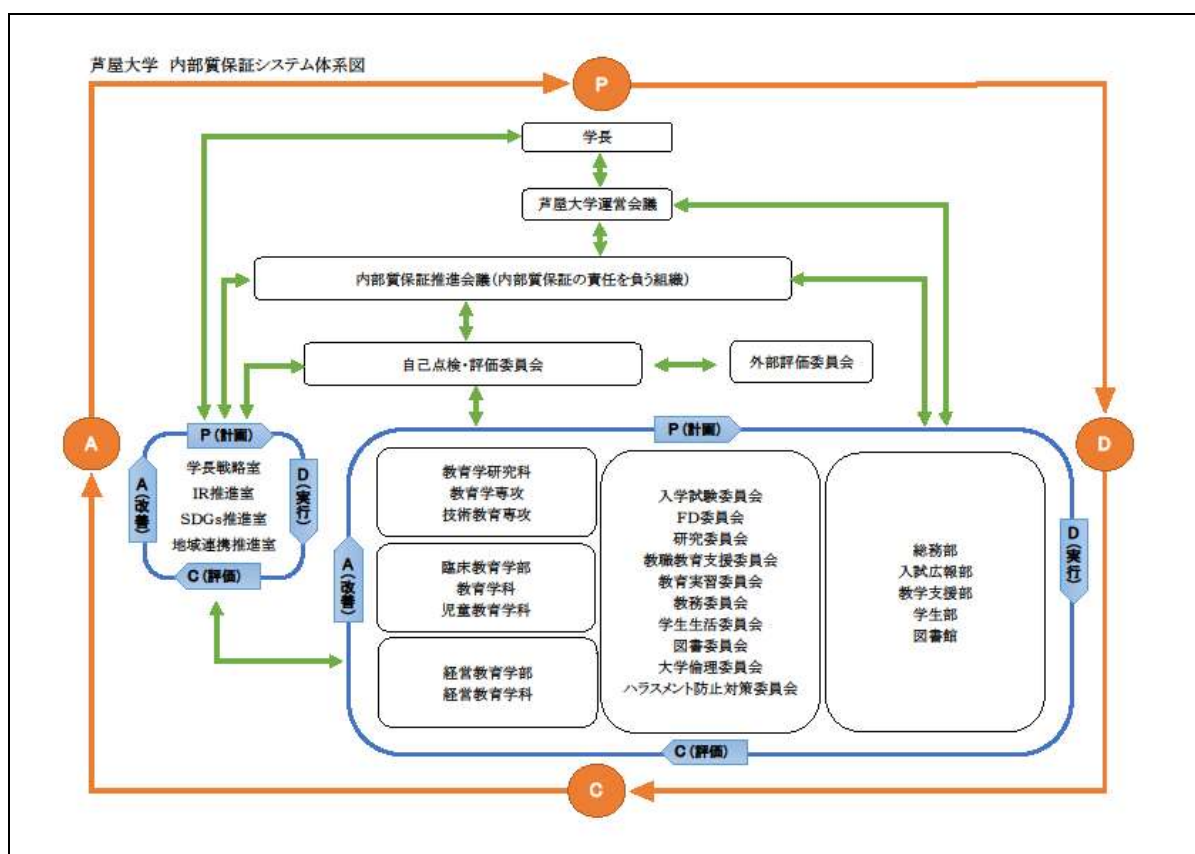 芦屋大学 内部質保証システム体系図
P
学長
芦屋大学運営会議
内部質保証推進会議(内部質保証の責任を負う組織)
自己点検・評価委員会
外部評価委員会
A
D
P(計画)
学長戦略室
IR推進室
SDGs推進室
地域連携推進室
A(改善)
D(実行)
C(評価)
P(計画)
教育学研究科
教育学専攻
技術教育専攻
臨床教育学部
教育学科
児童教育学科
経営教育学部
経営教育学科
入学試験委員会
FD委員会
研究委員会
教職教育支援委員会
教育実習委員会
教務委員会
学生生活委員会
図書委員会
大学倫理委員会
ハラスメント防止対策委員会
総務部
入試広報部
教学支援部
学生部
図書館
A(改善)
D(実行)
C(評価)
C